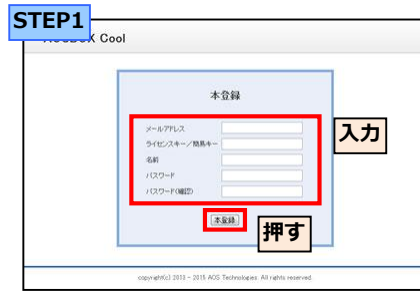 STEP1
X Cool
本登録
メールアドレス
ライセンスキー／簡易キー
名前
パスワード
パスワード(確認)
入力
本登録
押す
copyright(c) 2013 - 2015 AOS Technologies. All rights reserved.